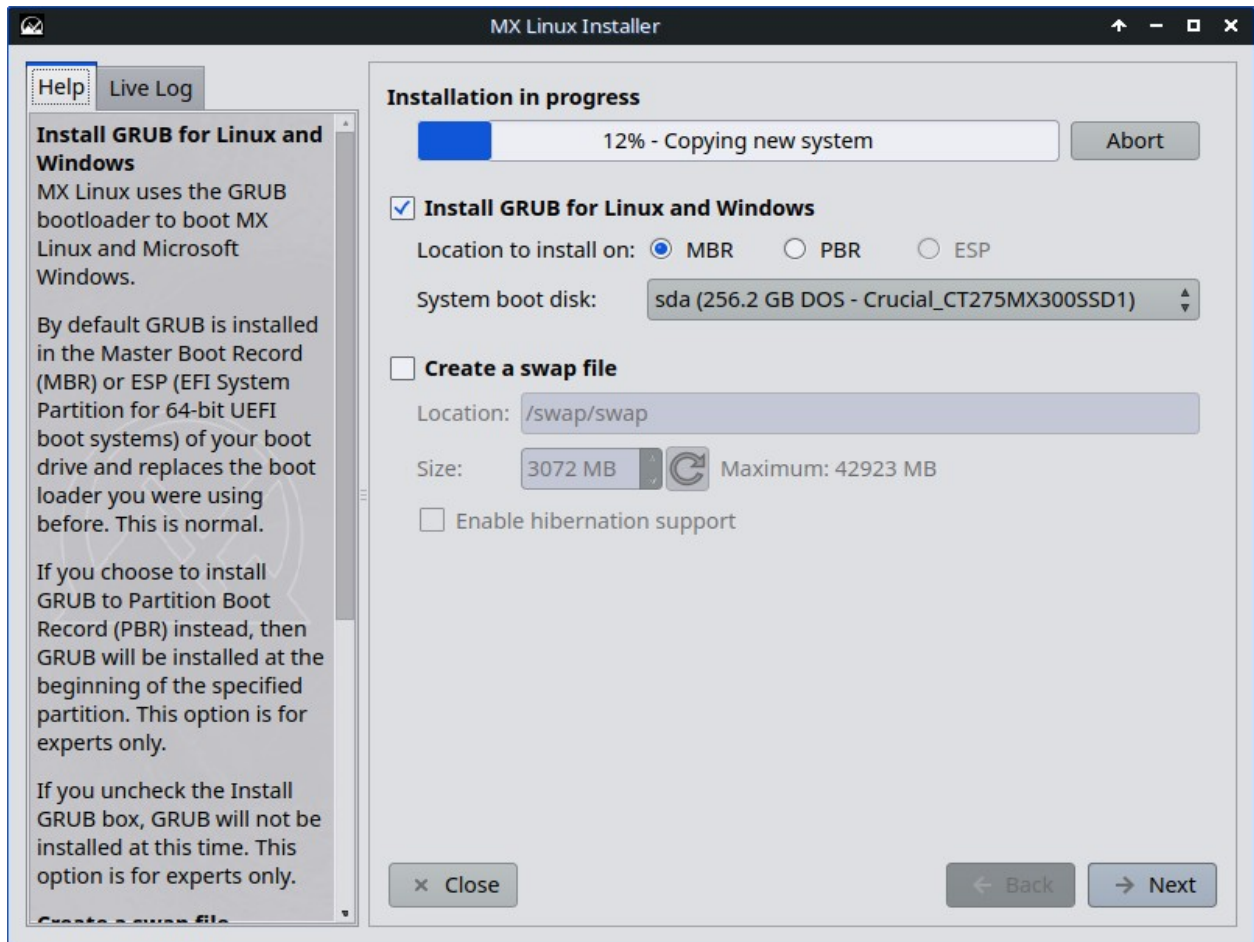 MX Linux Installer
Help
Live Log
Install GRUB for Linux and
Windows
MX Linux uses the GRUB
bootloader to boot MX
Linux and Microsoft
Windows.
By default GRUB is installed
in the Master Boot Record
(MBR) or ESP (EFI System
Partition for 64-bit UEFI
boot systems) of your boot
drive and replaces the boot
loader you were using
before. This is normal.
If you choose to install
GRUB to Partition Boot
Record (PBR) instead, then
GRUB will be installed at the
beginning of the specified
partition. This option is for
experts only.
If you uncheck the Install
GRUB box, GRUB will not be
installed at this time. This
option is for experts only.
Create a swap file
Installation in progress
12% - Copying new system
Abort
Install GRUB for Linux and Windows
Location to install on: MBR PBR ESP
System boot disk: sda (256.2 GB DOS - Crucial_CT275MX300SSD1)
Create a swap file
Location: /swap/swap
Size: 3072 MB Maximum: 42923 MB
Enable hibernation support
Close
Back
Next